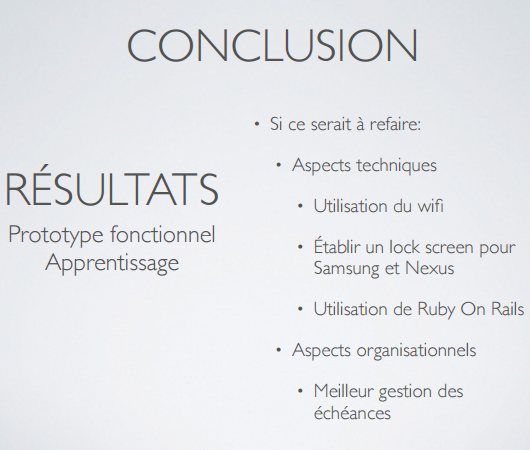 CONCLUSION
RÉSULTATS
Prototype fonctionnel
Apprentissage
• Si ce serait à refaire:
• Aspects techniques
• Utilisation du wifi
• Établir un lock screen pour
Samsung et Nexus
• Utilisation de Ruby On Rails
• Aspects organisationnels
• Meilleur gestion des
échéances